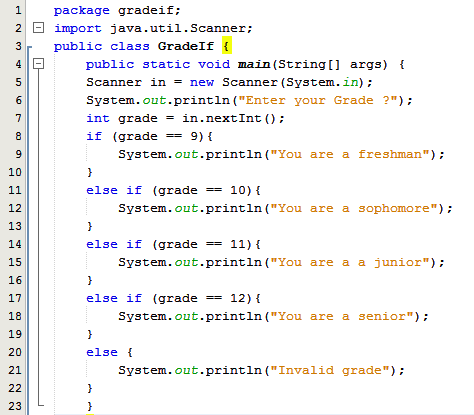 1 package gradeif;
2 import java.util.Scanner;
3 public class GradeIf {
4 public static void main(String[] args) {
5 Scanner in = new Scanner(System.in);
6 System.out.println("Enter your Grade ?");
7 int grade = in.nextInt();
8 if (grade == 9){
9 System.out.println("You are a freshman");
10 }
11 else if (grade == 10){
12 System.out.println("You are a sophomore");
13 }
14 else if (grade == 11){
15 System.out.println("You are a a junior");
16 }
17 else if (grade == 12){
18 System.out.println("You are a senior");
19 }
20 else {
21 System.out.println("Invalid grade");
22 }
23 }